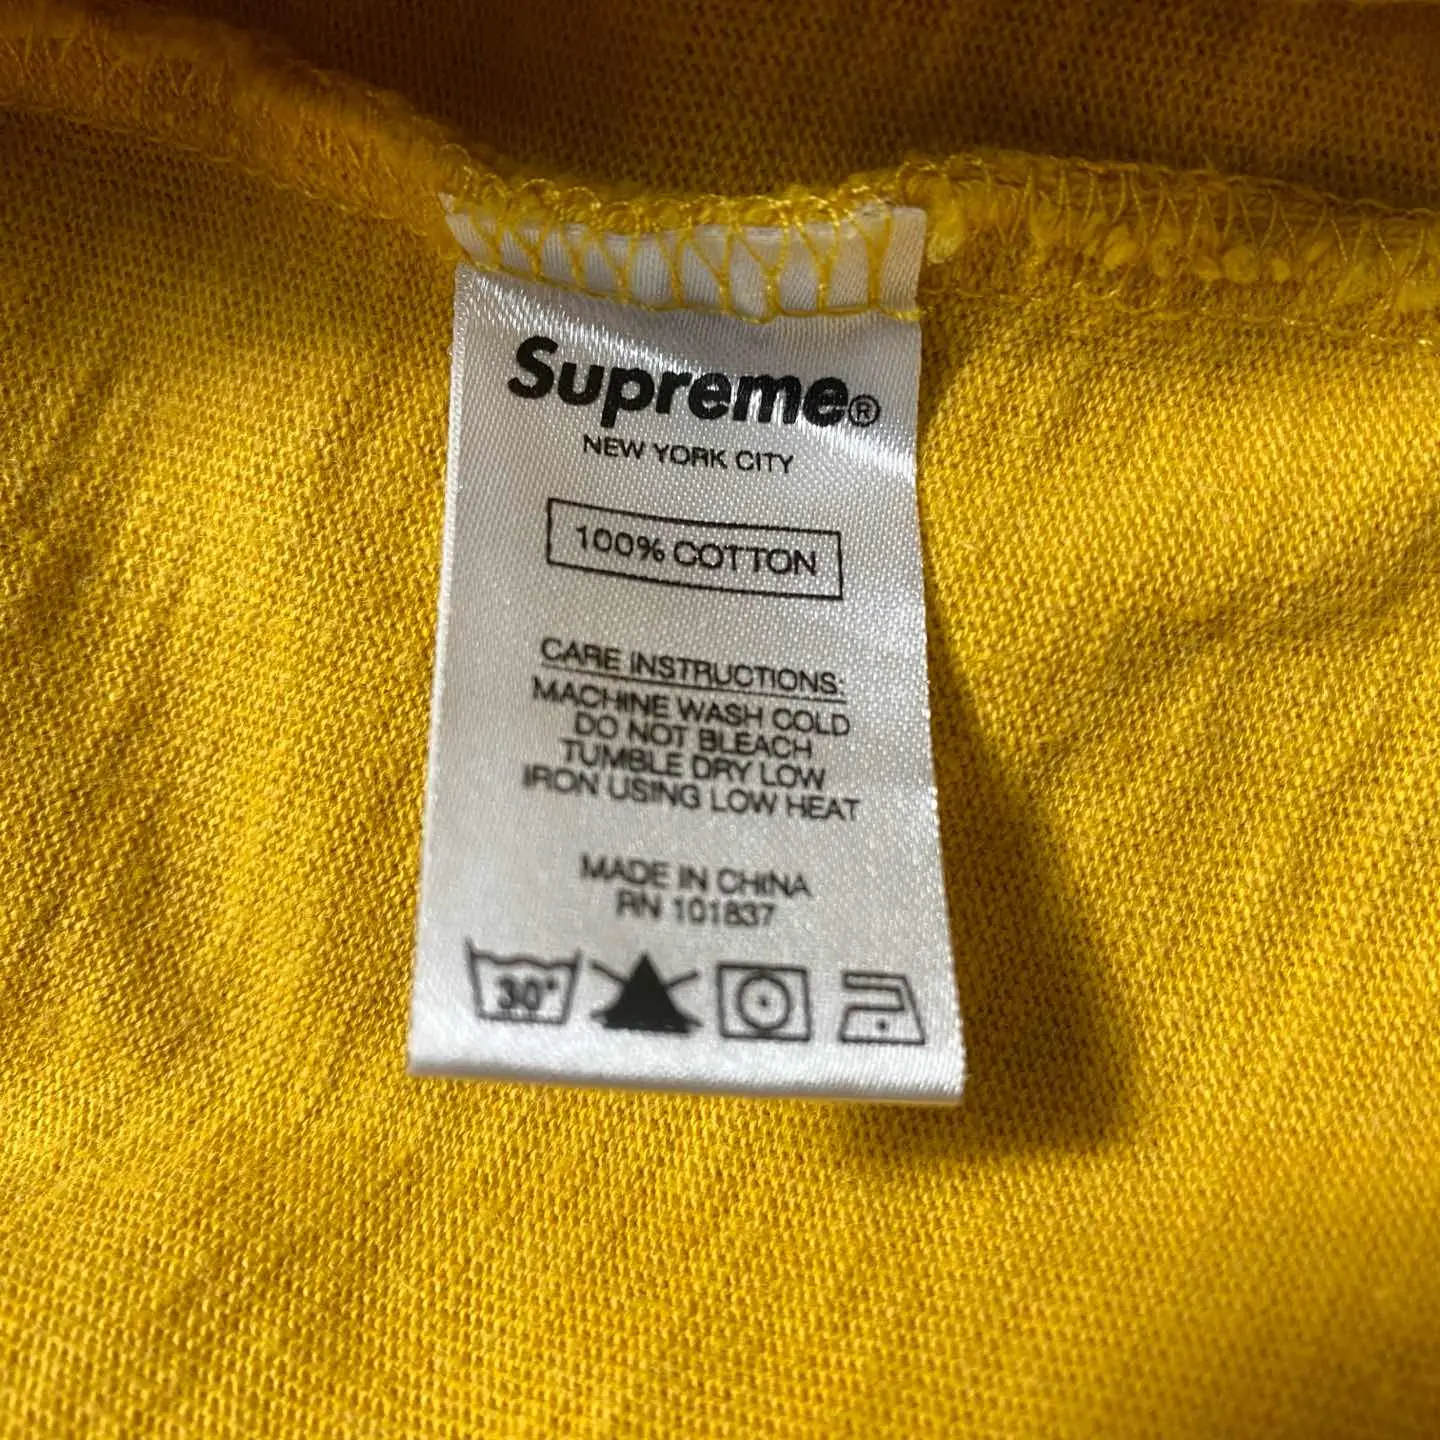 Supreme®
NEW YORK CITY
100% COTTON
CARE INSTRUCTIONS:
MACHINE WASH COLD
DO NOT BLEACH
TUMBLE DRY LOW
IRON USING LOW HEAT
MADE IN CHINA
RN 101837
30°